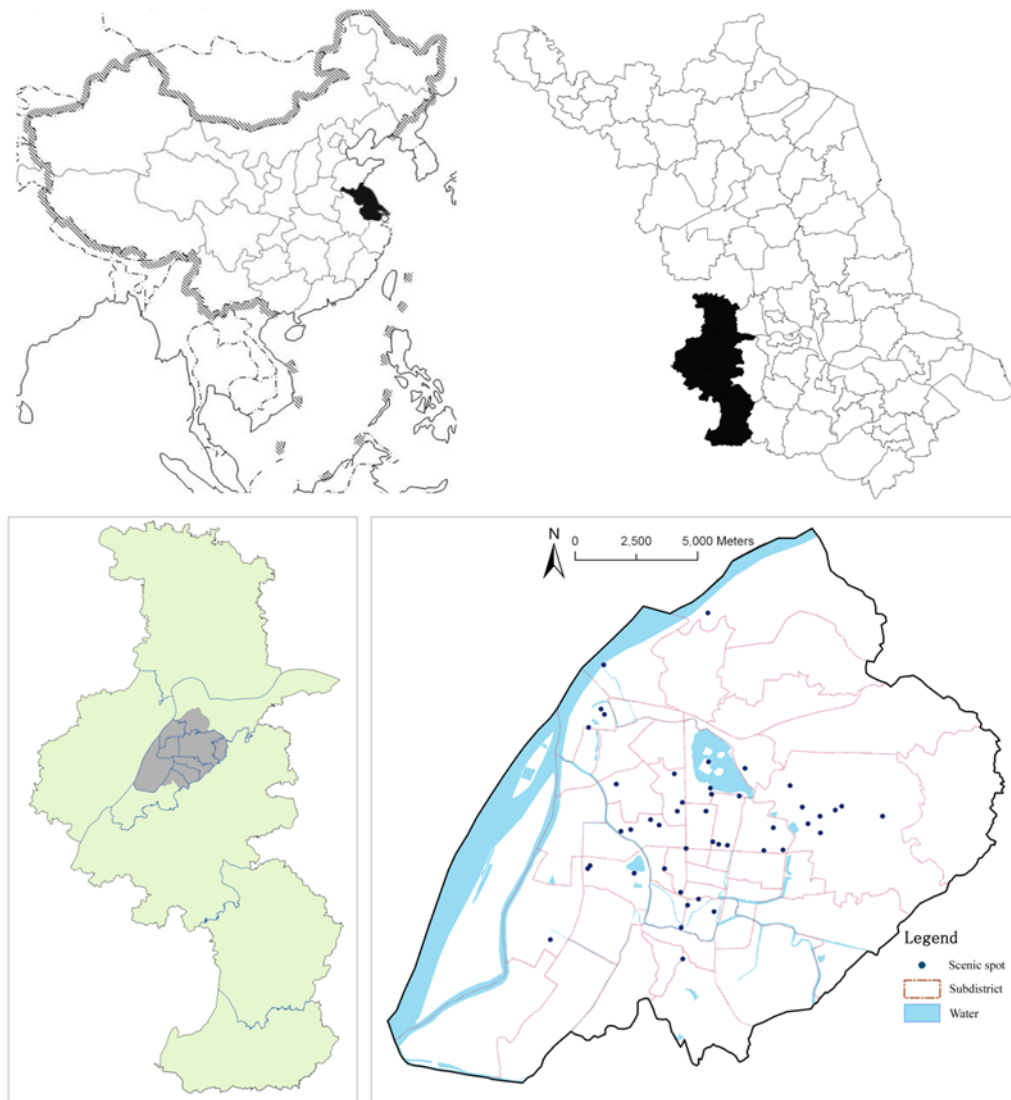 N
0 2,500 5,000 Meters
Legend
Scenic spot
Subdistrict
Water